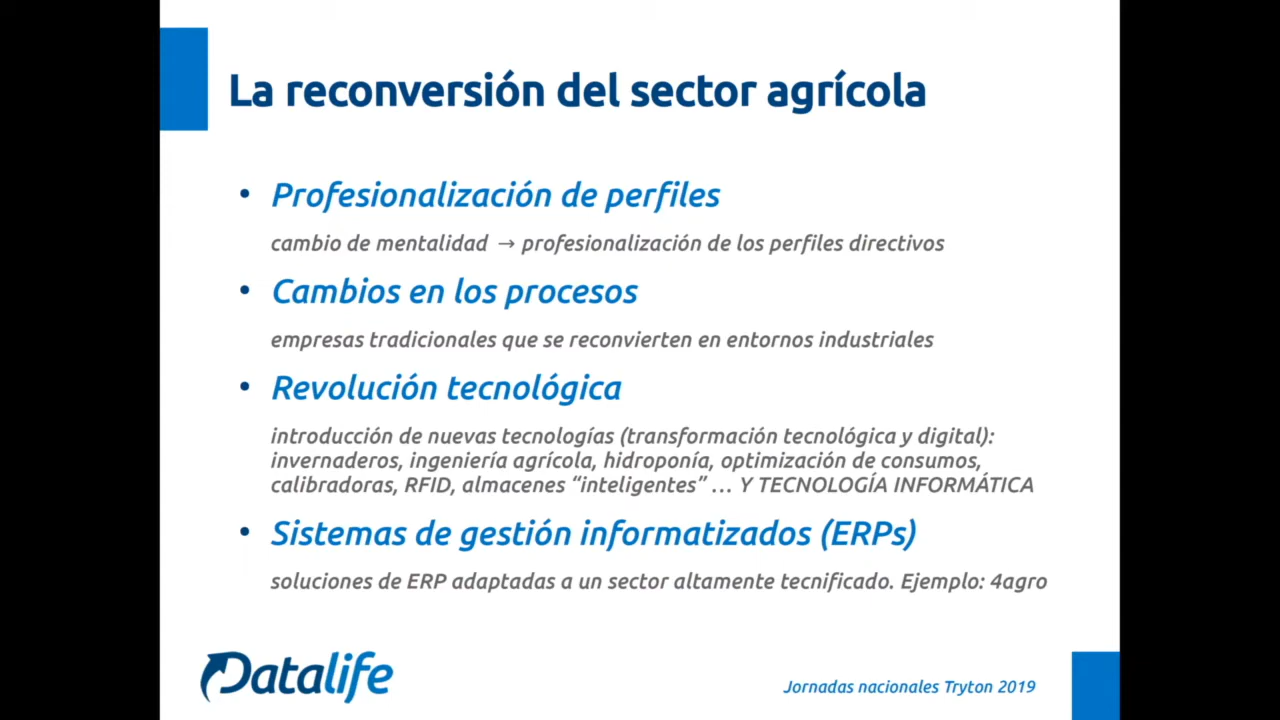 La reconversión del sector agrícola
• Profesionalización de perfiles
cambio de mentalidad → profesionalización de los perfiles directivos
• Cambios en los procesos
empresas tradicionales que se reconvierten en entornos industriales
• Revolución tecnológica
introducción de nuevas tecnologías (transformación tecnológica y digital):
invernaderos, ingeniería agrícola, hidroponía, optimización de consumos,
calibradoras, RFID, almacenes “inteligentes” ... Y TECNOLOGÍA INFORMÁTICA
• Sistemas de gestión informatizados (ERPs)
soluciones de ERP adaptadas a un sector altamente tecnificado. Ejemplo: 4agro
Datalife
Jornadas nacionales Tryton 2019